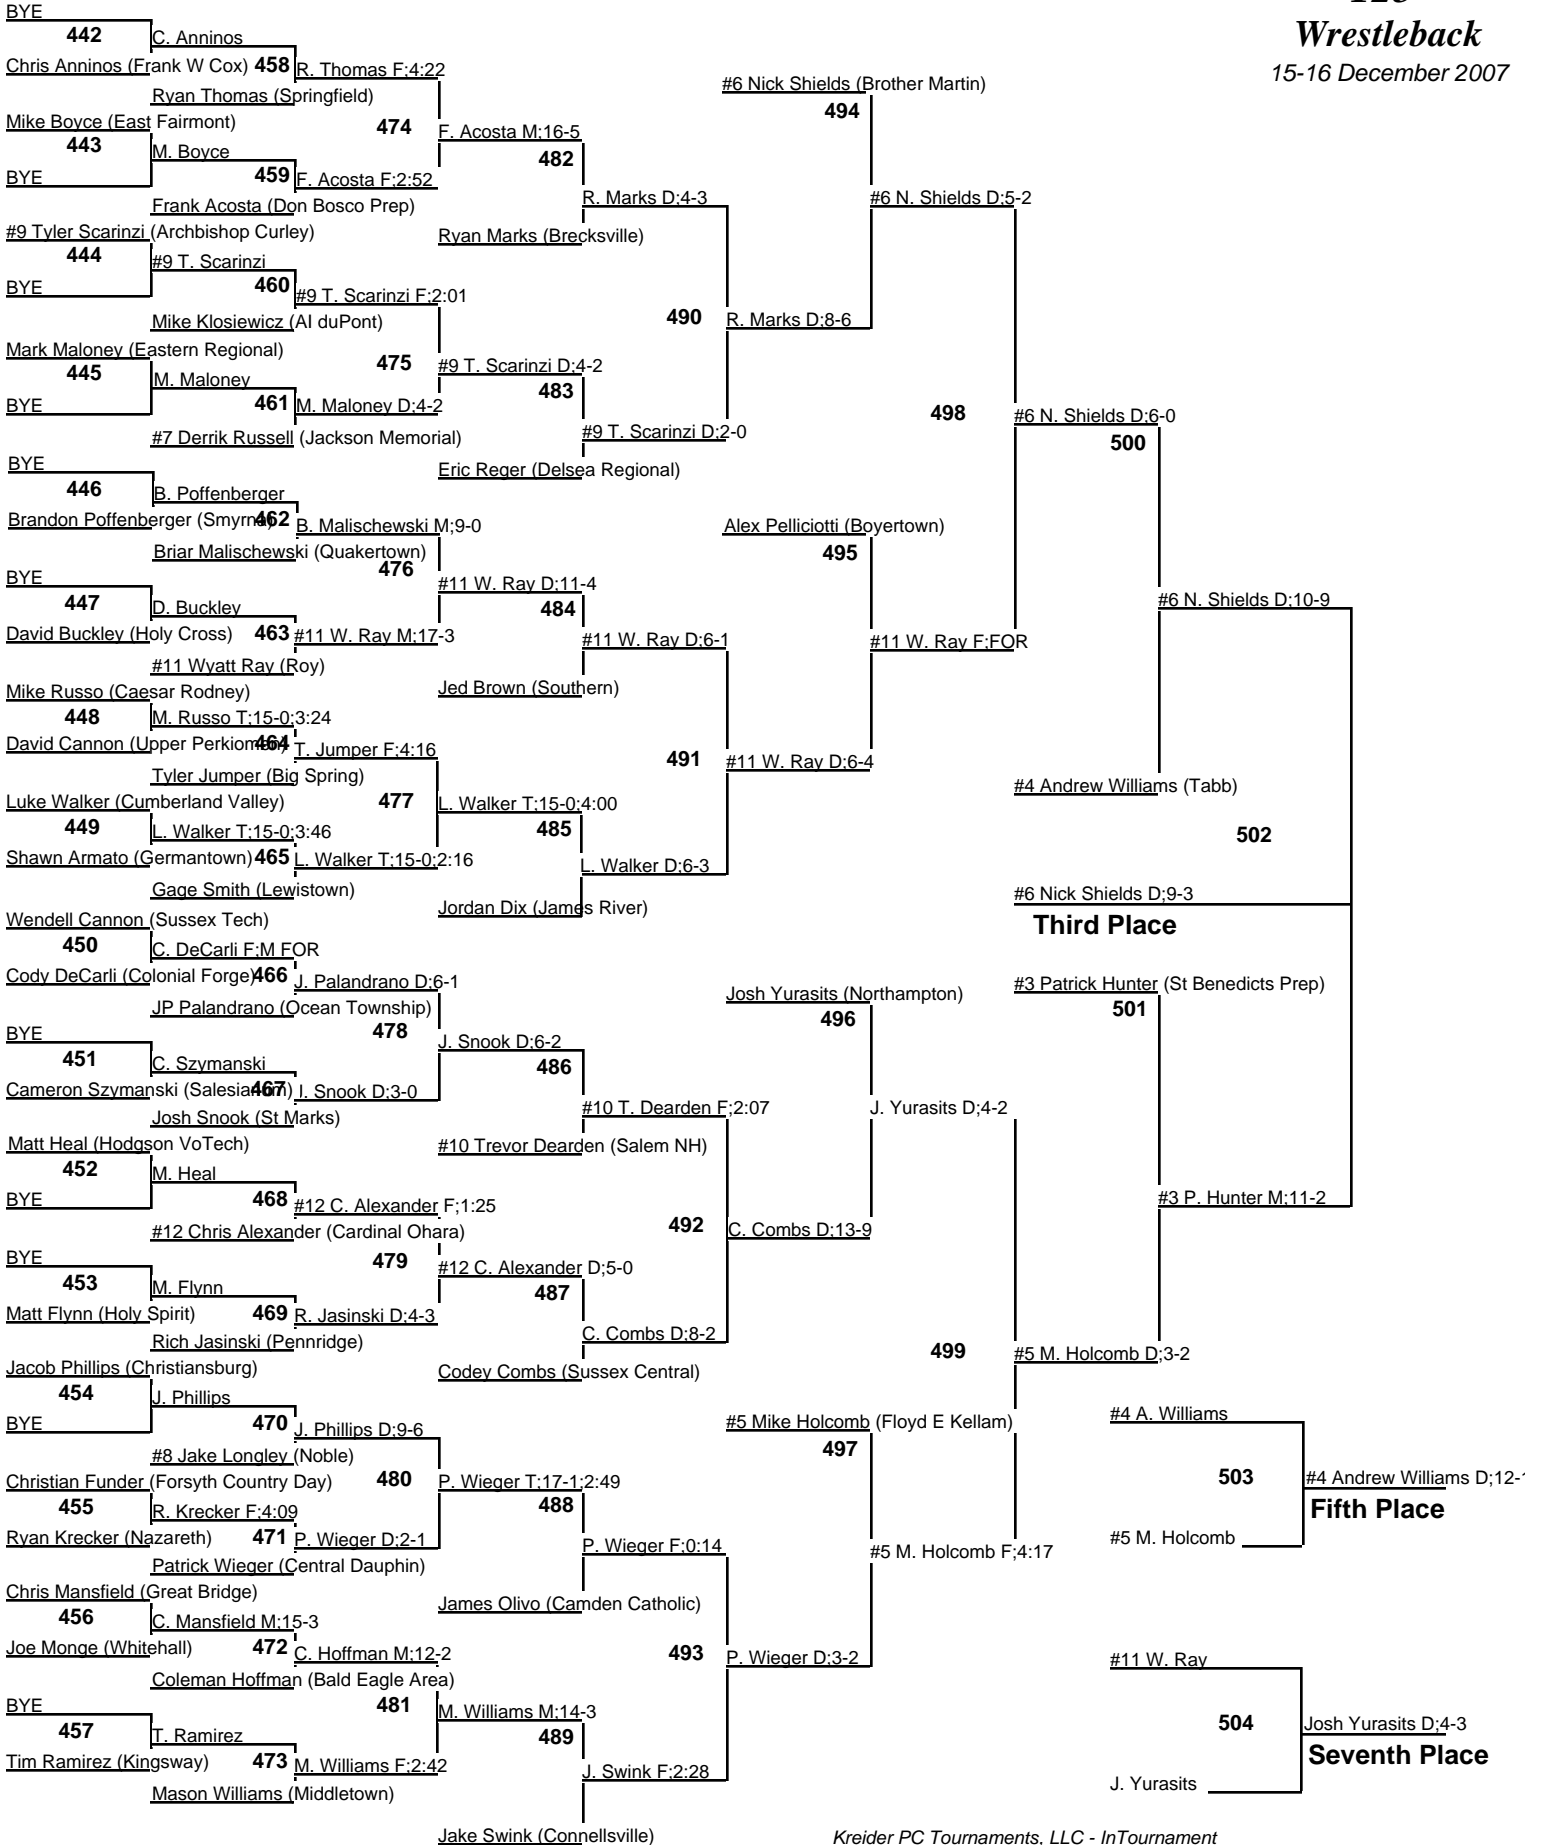 Wrestleback
15-16 December 2007
BYE
442
C. Anninos
Chris Anninos (Frank W Cox)
458
R. Thomas F;4:22
Ryan Thomas (Springfield)
Mike Boyce (East Fairmont)
474
F. Acosta M;16-5
443
M. Boyce
482
BYE
459
F. Acosta F;2:52
Frank Acosta (Don Bosco Prep)
R. Marks D;4-3
#9 Tyler Scarinzi (Archbishop Curley)
Ryan Marks (Brecksville)
444
#9 T. Scarinzi
BYE
460
#9 T. Scarinzi F;2:01
Mike Klosiewicz (AI duPont)
490
R. Marks D;8-6
Mark Maloney (Eastern Regional)
475
#9 T. Scarinzi D;4-2
445
M. Maloney
483
BYE
461
M. Maloney D;4-2
#7 Derrik Russell (Jackson Memorial)
#9 T. Scarinzi D;2-0
Eric Reger (Delsea Regional)
#6 Nick Shields (Brother Martin)
494
#6 N. Shields D;5-2
498
#6 N. Shields D;6-0
500
BYE
446
B. Poffenberger
Brandon Poffenberger (Smyrna)
462
B. Malischewski M;9-0
Briar Malischewski (Quakertown)
476
#11 W. Ray D;11-4
BYE
447
D. Buckley
484
David Buckley (Holy Cross)
463
#11 W. Ray M;17-3
#11 W. Ray D;6-1
#11 Wyatt Ray (Roy)
Jed Brown (Southern)
Mike Russo (Caesar Rodney)
448
M. Russo T;15-0;3:24
David Cannon (Upper Perkiomen)
464
T. Jumper F;4:16
Tyler Jumper (Big Spring)
491
#11 W. Ray D;6-4
Luke Walker (Cumberland Valley)
477
L. Walker T;15-0;4:00
449
L. Walker T;15-0;3:46
485
Shawn Armato (Germantown)
465
L. Walker T;15-0;2:16
L. Walker D;6-3
Gage Smith (Lewistown)
Jordan Dix (James River)
Alex Pelliciotti (Boyertown)
495
#11 W. Ray F;FOR
#6 N. Shields D;10-9
#4 Andrew Williams (Tabb)
502
#6 Nick Shields D;9-3
Third Place
Wendell Cannon (Sussex Tech)
450
C. DeCarli F;M FOR
Cody DeCarli (Colonial Forge)
466
J. Palandrano D;6-1
JP Palandrano (Ocean Township)
478
J. Snook D;6-2
BYE
451
C. Szymanski
486
Cameron Szymanski (Salesianum)
467
J. Snook D;3-0
Josh Snook (St Marks)
#10 T. Dearden F;2:07
#10 Trevor Dearden (Salem NH)
Matt Heal (Hodgson VoTech)
452
M. Heal
BYE
468
#12 C. Alexander F;1:25
#12 Chris Alexander (Cardinal Ohara)
492
C. Combs D;13-9
479
#12 C. Alexander D;5-0
BYE
453
M. Flynn
487
Matt Flynn (Holy Spirit)
469
R. Jasinski D;4-3
Rich Jasinski (Pennridge)
C. Combs D;8-2
Codey Combs (Sussex Central)
Josh Yurasits (Northampton)
496
J. Yurasits D;4-2
#3 Patrick Hunter (St Benedicts Prep)
501
#3 P. Hunter M;11-2
499
#5 M. Holcomb D;3-2
Jacob Phillips (Christiansburg)
454
J. Phillips
BYE
470
J. Phillips D;9-6
#8 Jake Longley (Noble)
Christian Funder (Forsyth Country Day)
480
P. Wieger T;17-1;2:49
455
R. Krecker F;4:09
488
Ryan Krecker (Nazareth)
471
P. Wieger D;2-1
Patrick Wieger (Central Dauphin)
P. Wieger F;0:14
James Olivo (Camden Catholic)
Chris Mansfield (Great Bridge)
456
C. Mansfield M;15-3
Joe Monge (Whitehall)
472
C. Hoffman M;12-2
Coleman Hoffman (Bald Eagle Area)
493
P. Wieger D;3-2
481
M. Williams M;14-3
BYE
457
T. Ramirez
489
Tim Ramirez (Kingsway)
473
M. Williams F;2:42
Mason Williams (Middletown)
J. Swink F;2:28
Jake Swink (Connellsville)
#5 Mike Holcomb (Floyd E Kellam)
497
#5 M. Holcomb F;4:17
#4 A. Williams
503
#4 Andrew Williams D;12-
Fifth Place
#5 M. Holcomb
#11 W. Ray
504
Josh Yurasits D;4-3
Seventh Place
J. Yurasits
Kreider PC Tournaments, LLC - InTournament